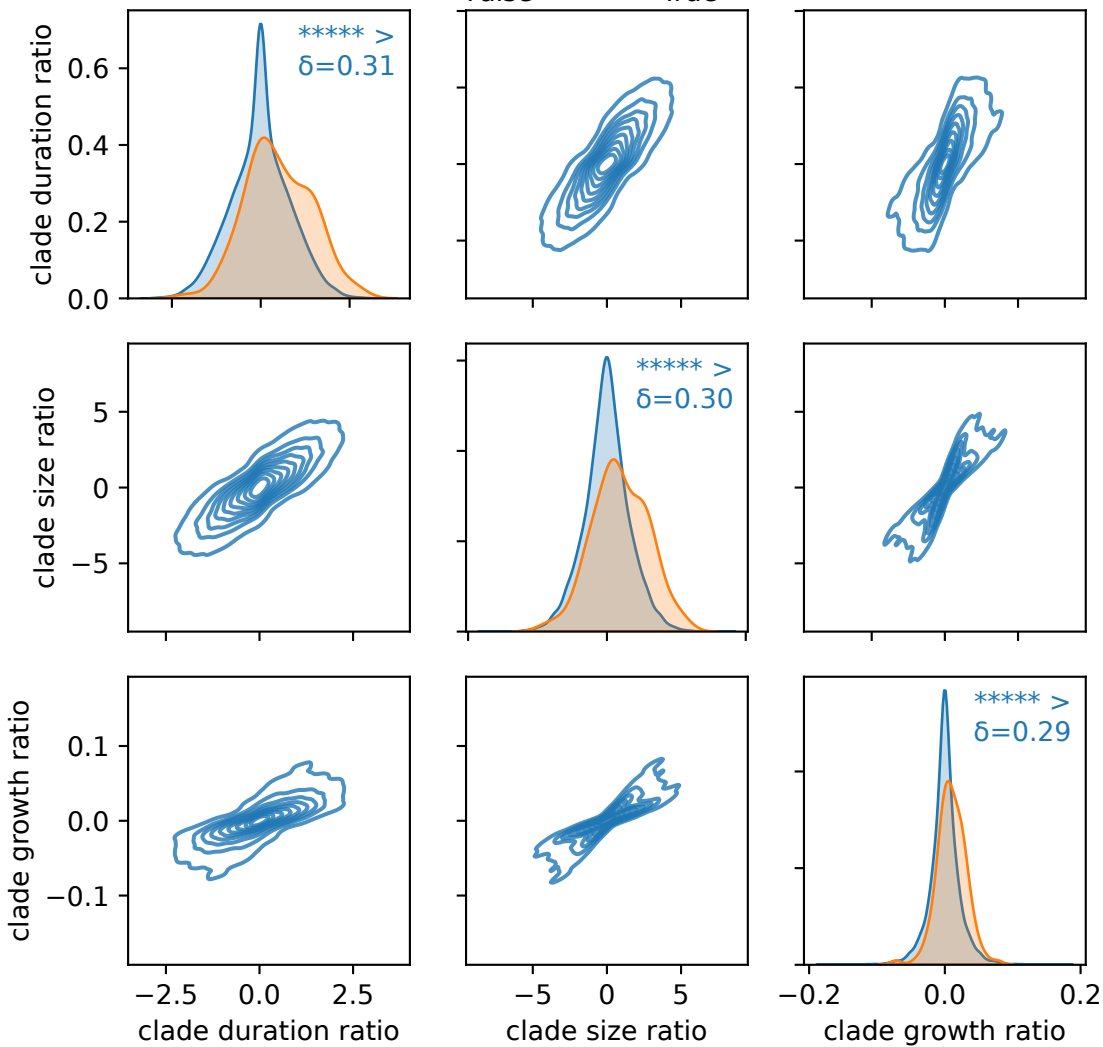 clade duration ratio
0.6
0.4
0.2
0.0
***** >
δ=0.31
clade size ratio
5
0
−5
***** >
δ=0.30
clade growth ratio
0.1
0.0
−0.1
***** >
δ=0.29
−2.5 0.0 2.5
−5 0 5
−0.2 0.0 0.2
clade duration ratio
clade size ratio
clade growth ratio